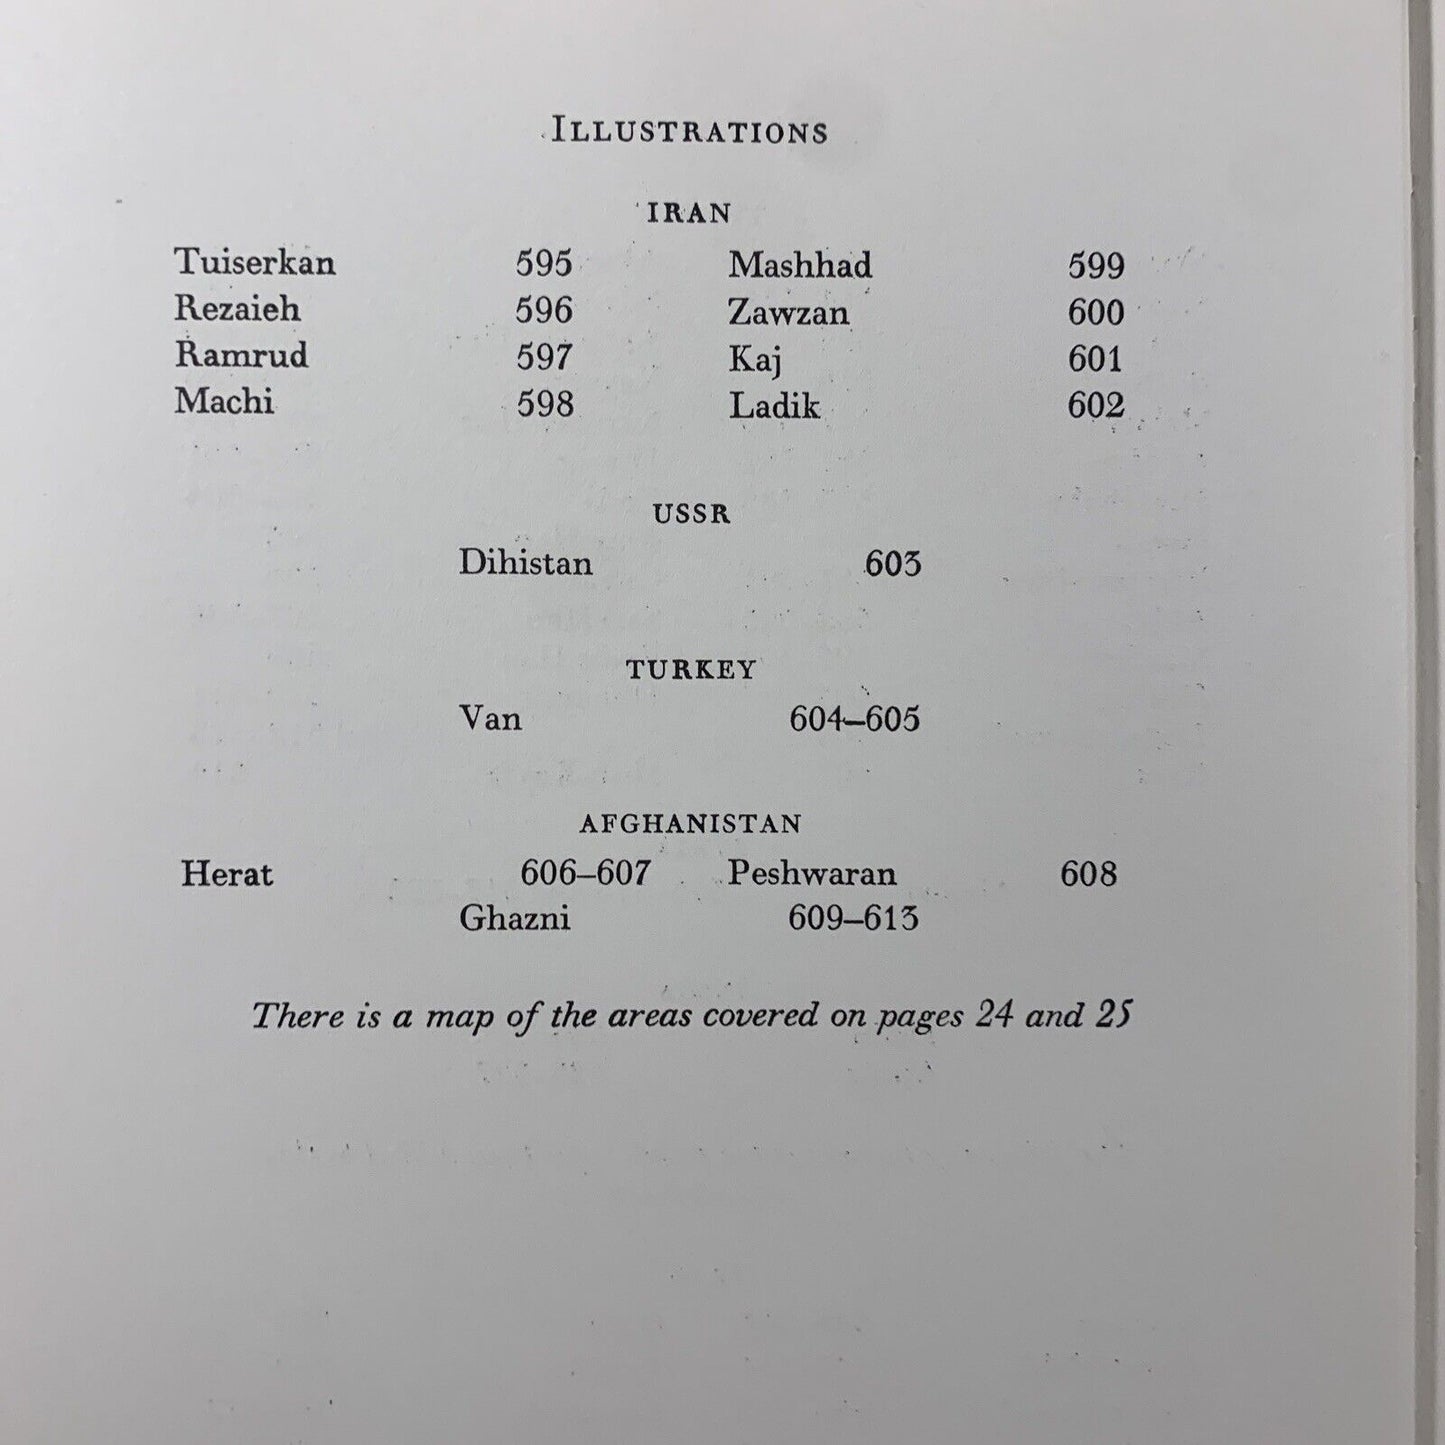 ILLUSTRATIONS
IRAN
Tuiserkan 595 Mashhad 599
Rezaieh 596 Zawzan 600
Ramrud 597 Kaj 601
Machi 598 Ladik 602
USSR
Dihistan 603
TURKEY
Van 604–605
AFGHANISTAN
Herat 606–607 Peshwaran 608
Ghazni 609–613
There is a map of the areas covered on pages 24 and 25